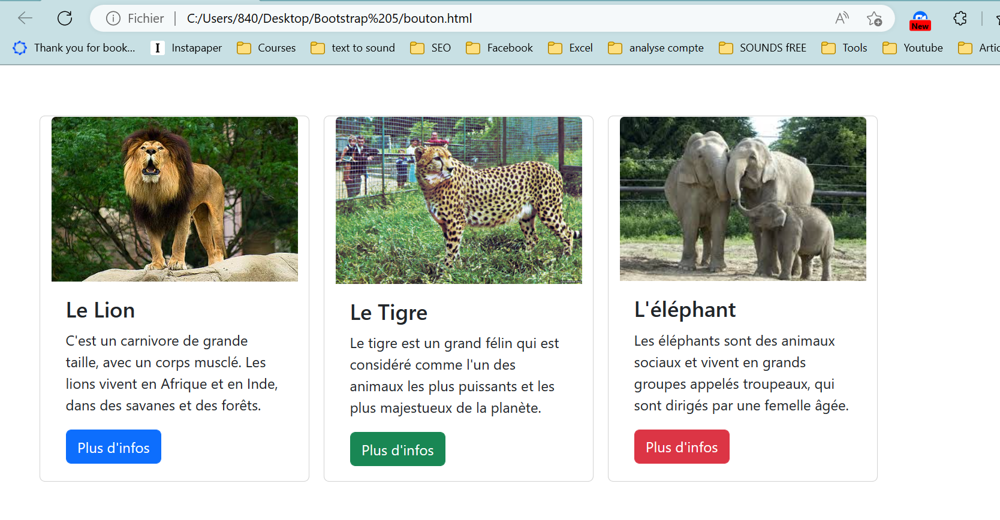 Fichier
C:/Users/840/Desktop/Bootstrap%205/bouton.html
New
Thank you for book...
Instapaper
Courses
text to sound
SEO
Facebook
Excel
analyse compte
SOUNDS fREE
Tools
Youtube
Artic
Le Lion
C'est un carnivore de grande
taille, avec un corps musclé. Les
lions vivent en Afrique et en Inde,
dans des savanes et des forêts.
Plus d'infos
Le Tigre
Le tigre est un grand félin qui est
considéré comme l'un des
animaux les plus puissants et les
plus majestueux de la planète.
Plus d'infos
L'éléphant
Les éléphants sont des animaux
sociaux et vivent en grands
groupes appelés troupeaux, qui
sont dirigés par une femelle âgée.
Plus d'infos